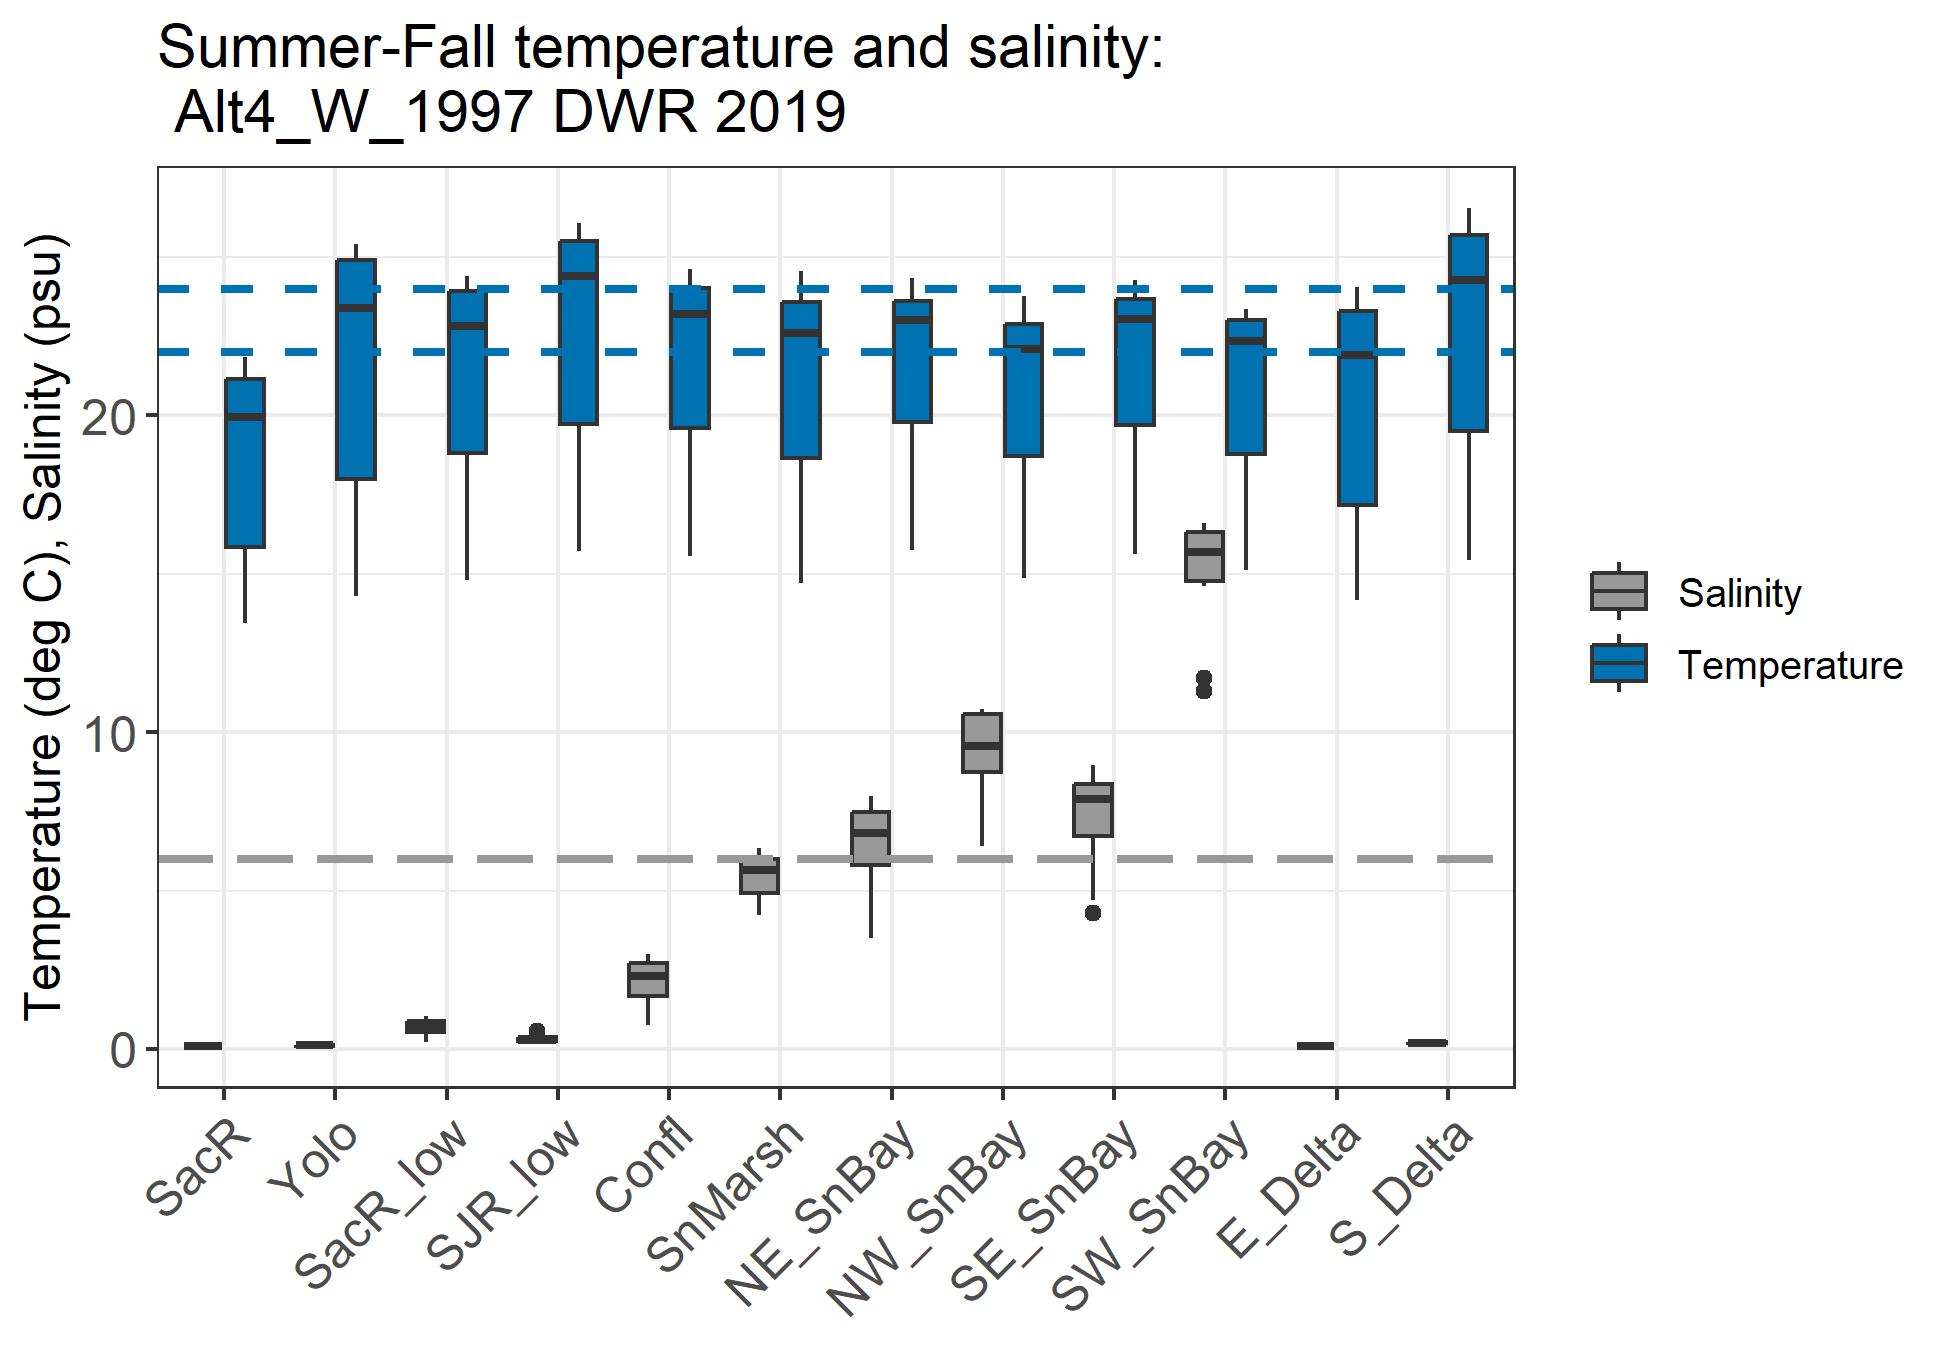 Summer-Fall temperature and salinity:
Alt4_W_1997 DWR 2019
Temperature (deg C), Salinity (psu)
20
10
0
SacR
Yolo
SacR_low
SJR_low
Confl
SnMarsh
NE_SnBay
NW_SnBay
SE_SnBay
SW_SnBay
E_Delta
S_Delta
Salinity
Temperature